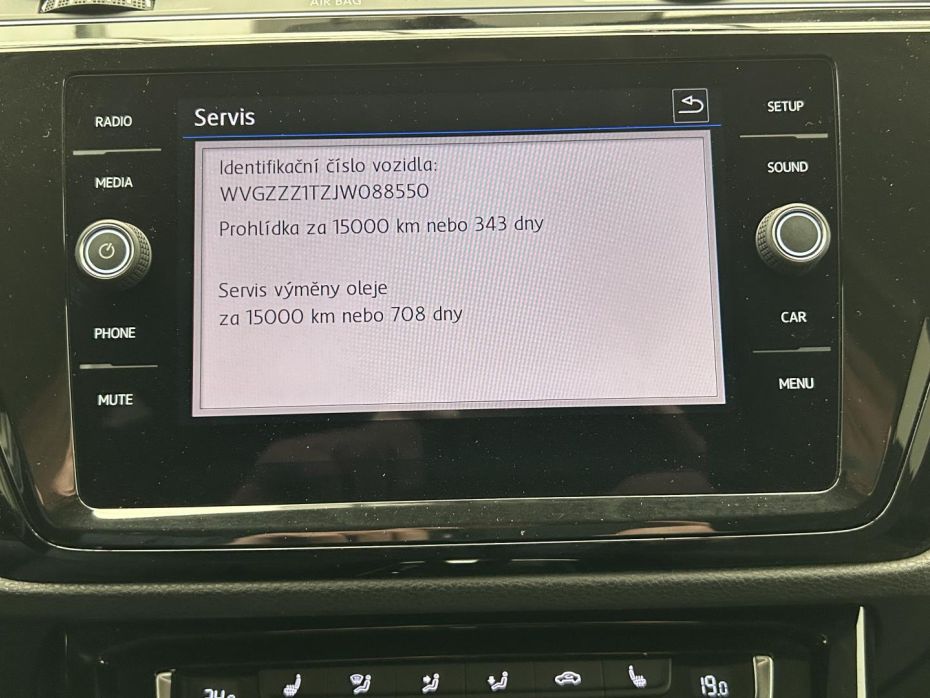 AIR BAG
RADIO
MEDIA
PHONE
MUTE
Servis
Identifikační číslo vozidla:
WVGZZZ1TZJW088550
Prohlídka za 15000 km nebo 343 dny
Servis výměny oleje
za 15000 km nebo 708 dny
SETUP
SOUND
CAR
MENU
19.0